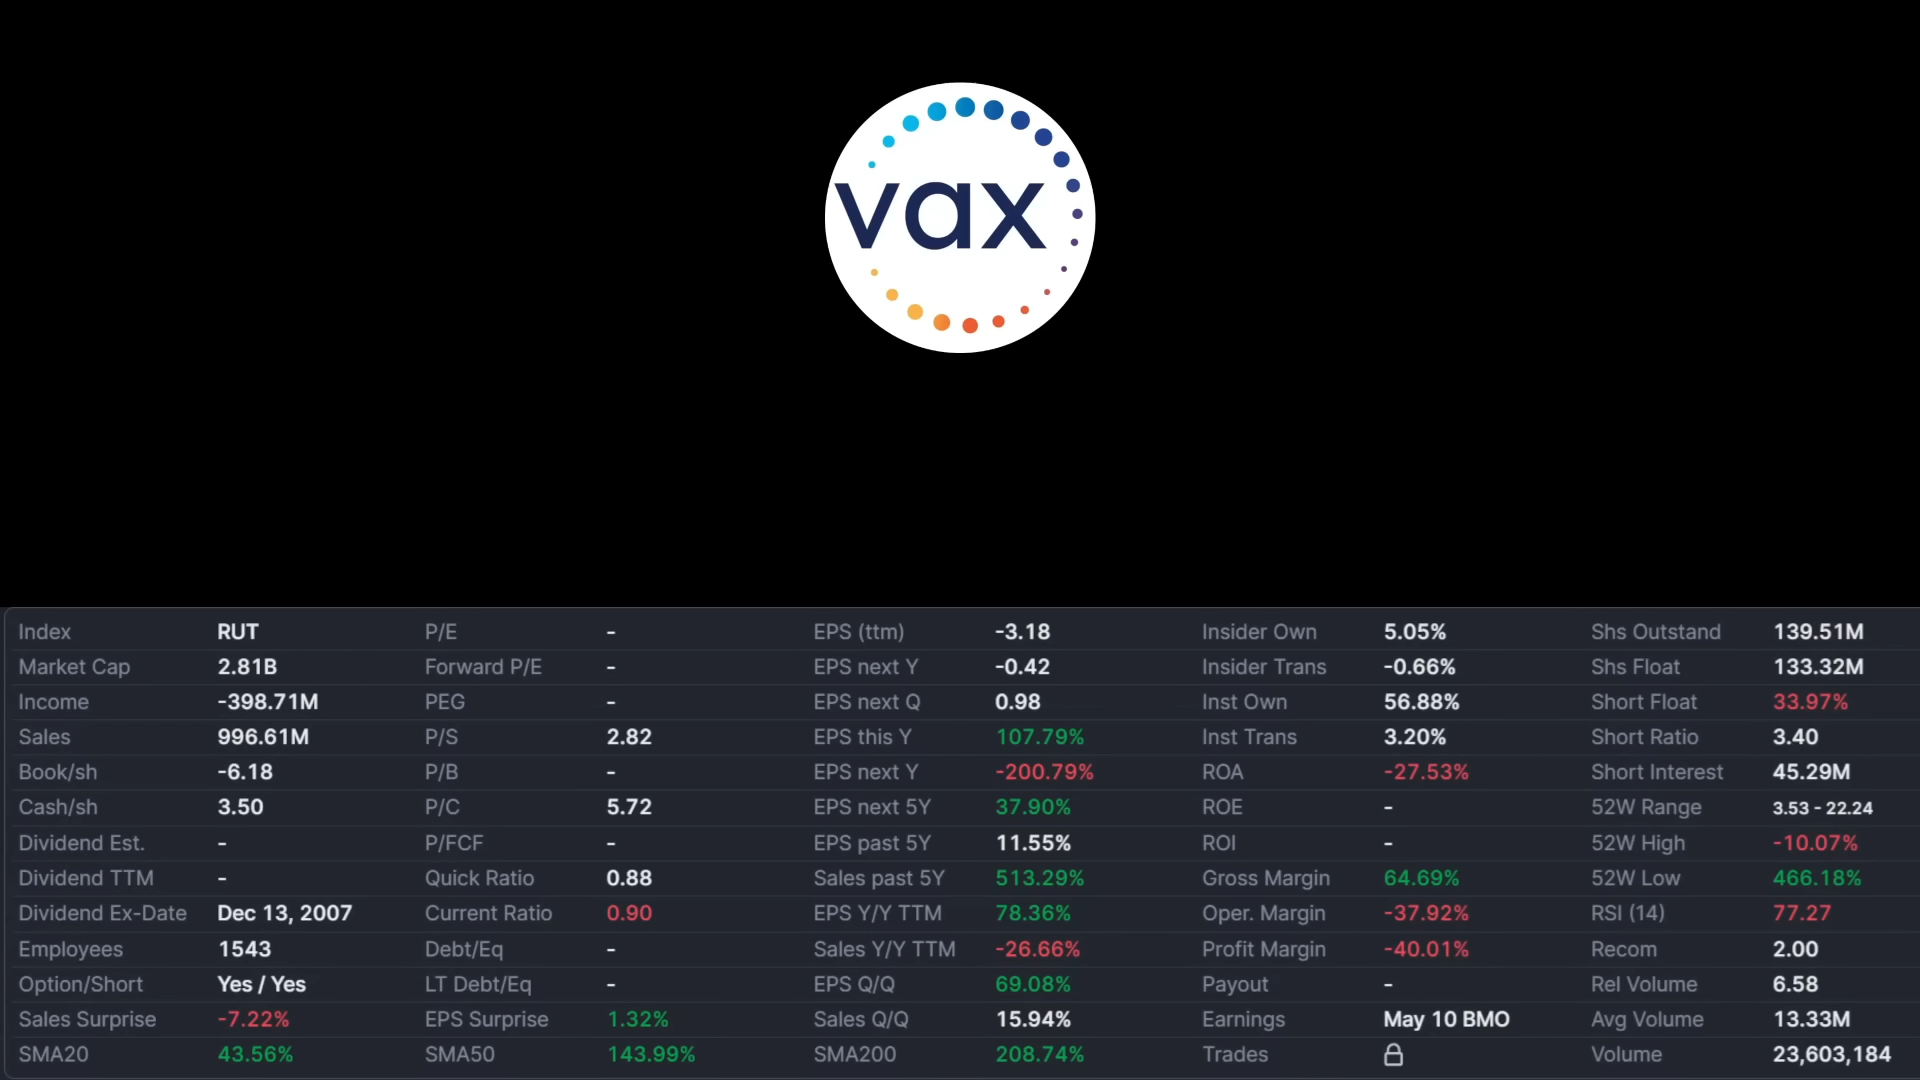 vax
Index RUT P/E - EPS (ttm) -3.18 Insider Own 5.05% Shs Outstand 139.51M
Market Cap 2.81B Forward P/E - EPS next Y -0.42 Insider Trans -0.66% Shs Float 133.32M
Income -398.71M PEG - EPS next Q 0.98 Inst Own 56.88% Short Float 33.97%
Sales 996.61M P/S 2.82 EPS this Y 107.79% Inst Trans 3.20% Short Ratio 3.40
Book/sh -6.18 P/B - EPS next Y -200.79% ROA -27.53% Short Interest 45.29M
Cash/sh 3.50 P/C 5.72 EPS next 5Y 37.90% ROE - 52W Range 3.53 - 22.24
Dividend Est. - P/FCF - EPS past 5Y 11.55% ROI - 52W High -10.07%
Dividend TTM - Quick Ratio 0.88 Sales past 5Y 513.29% Gross Margin 64.69% 52W Low 466.18%
Dividend Ex-Date Dec 13, 2007 Current Ratio 0.90 EPS Y/Y TTM 78.36% Oper. Margin -37.92% RSI (14) 77.27
Employees 1543 Debt/Eq - Sales Y/Y TTM -26.66% Profit Margin -40.01% Recom 2.00
Option/Short Yes / Yes LT Debt/Eq - EPS Q/Q 69.08% Payout - Rel Volume 6.58
Sales Surprise -7.22% EPS Surprise 1.32% Sales Q/Q 15.94% Earnings May 10 BMO Avg Volume 13.33M
SMA20 43.56% SMA50 143.99% SMA200 208.74% Trades Volume 23,603,184